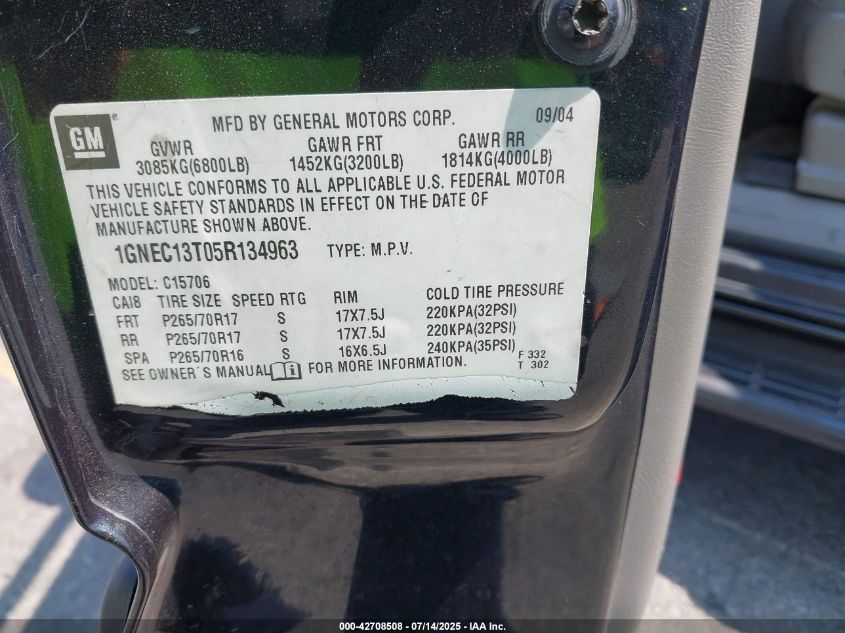 GM
MFD BY GENERAL MOTORS CORP. 09/04
GVWR GAWR FRT GAWR RR
3085KG(6800LB) 1452KG(3200LB) 1814KG(4000LB)
THIS VEHICLE CONFORMS TO ALL APPLICABLE U.S. FEDERAL MOTOR
VEHICLE SAFETY STANDARDS IN EFFECT ON THE DATE OF
MANUFACTURE SHOWN ABOVE.
1GNEC13T05R134963 TYPE: M.P.V.
MODEL: C15706
CAI8 TIRE SIZE SPEED RTG RIM COLD TIRE PRESSURE
FRT P265/70R17 S 17X7.5J 220KPA(32PSI)
RR P265/70R17 S 17X7.5J 220KPA(32PSI)
SPA P265/70R16 S 16X6.5J 240KPA(35PSI) F 332
SEE OWNER'S MANUAL i FOR MORE INFORMATION. T 302
000-42708508 - 07/14/2025 - IAA Inc.